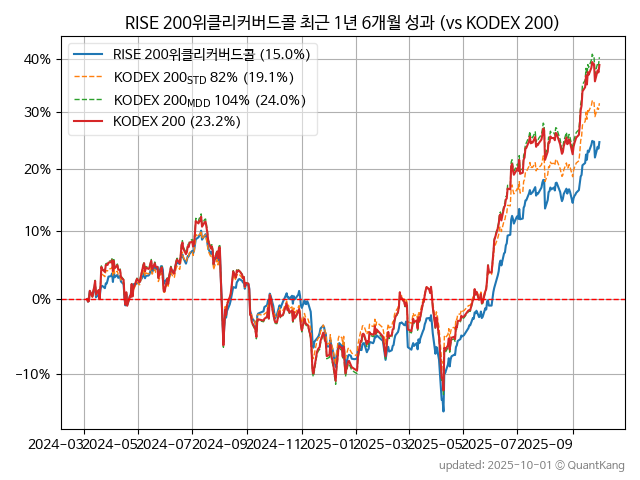 RISE 200위클리커버드콜 최근 1년 6개월 성과 (vs KODEX 200)
RISE 200위클리커버드콜 (15.0%)
KODEX 200STD 82% (19.1%)
KODEX 200MDD 104% (24.0%)
KODEX 200 (23.2%)
40%
30%
20%
10%
0%
−10%
2024-03 2024-05 2024-07 2024-09 2024-11 2025-01 2025-03 2025-05 2025-07 2025-09
updated: 2025-10-01 © QuantKang